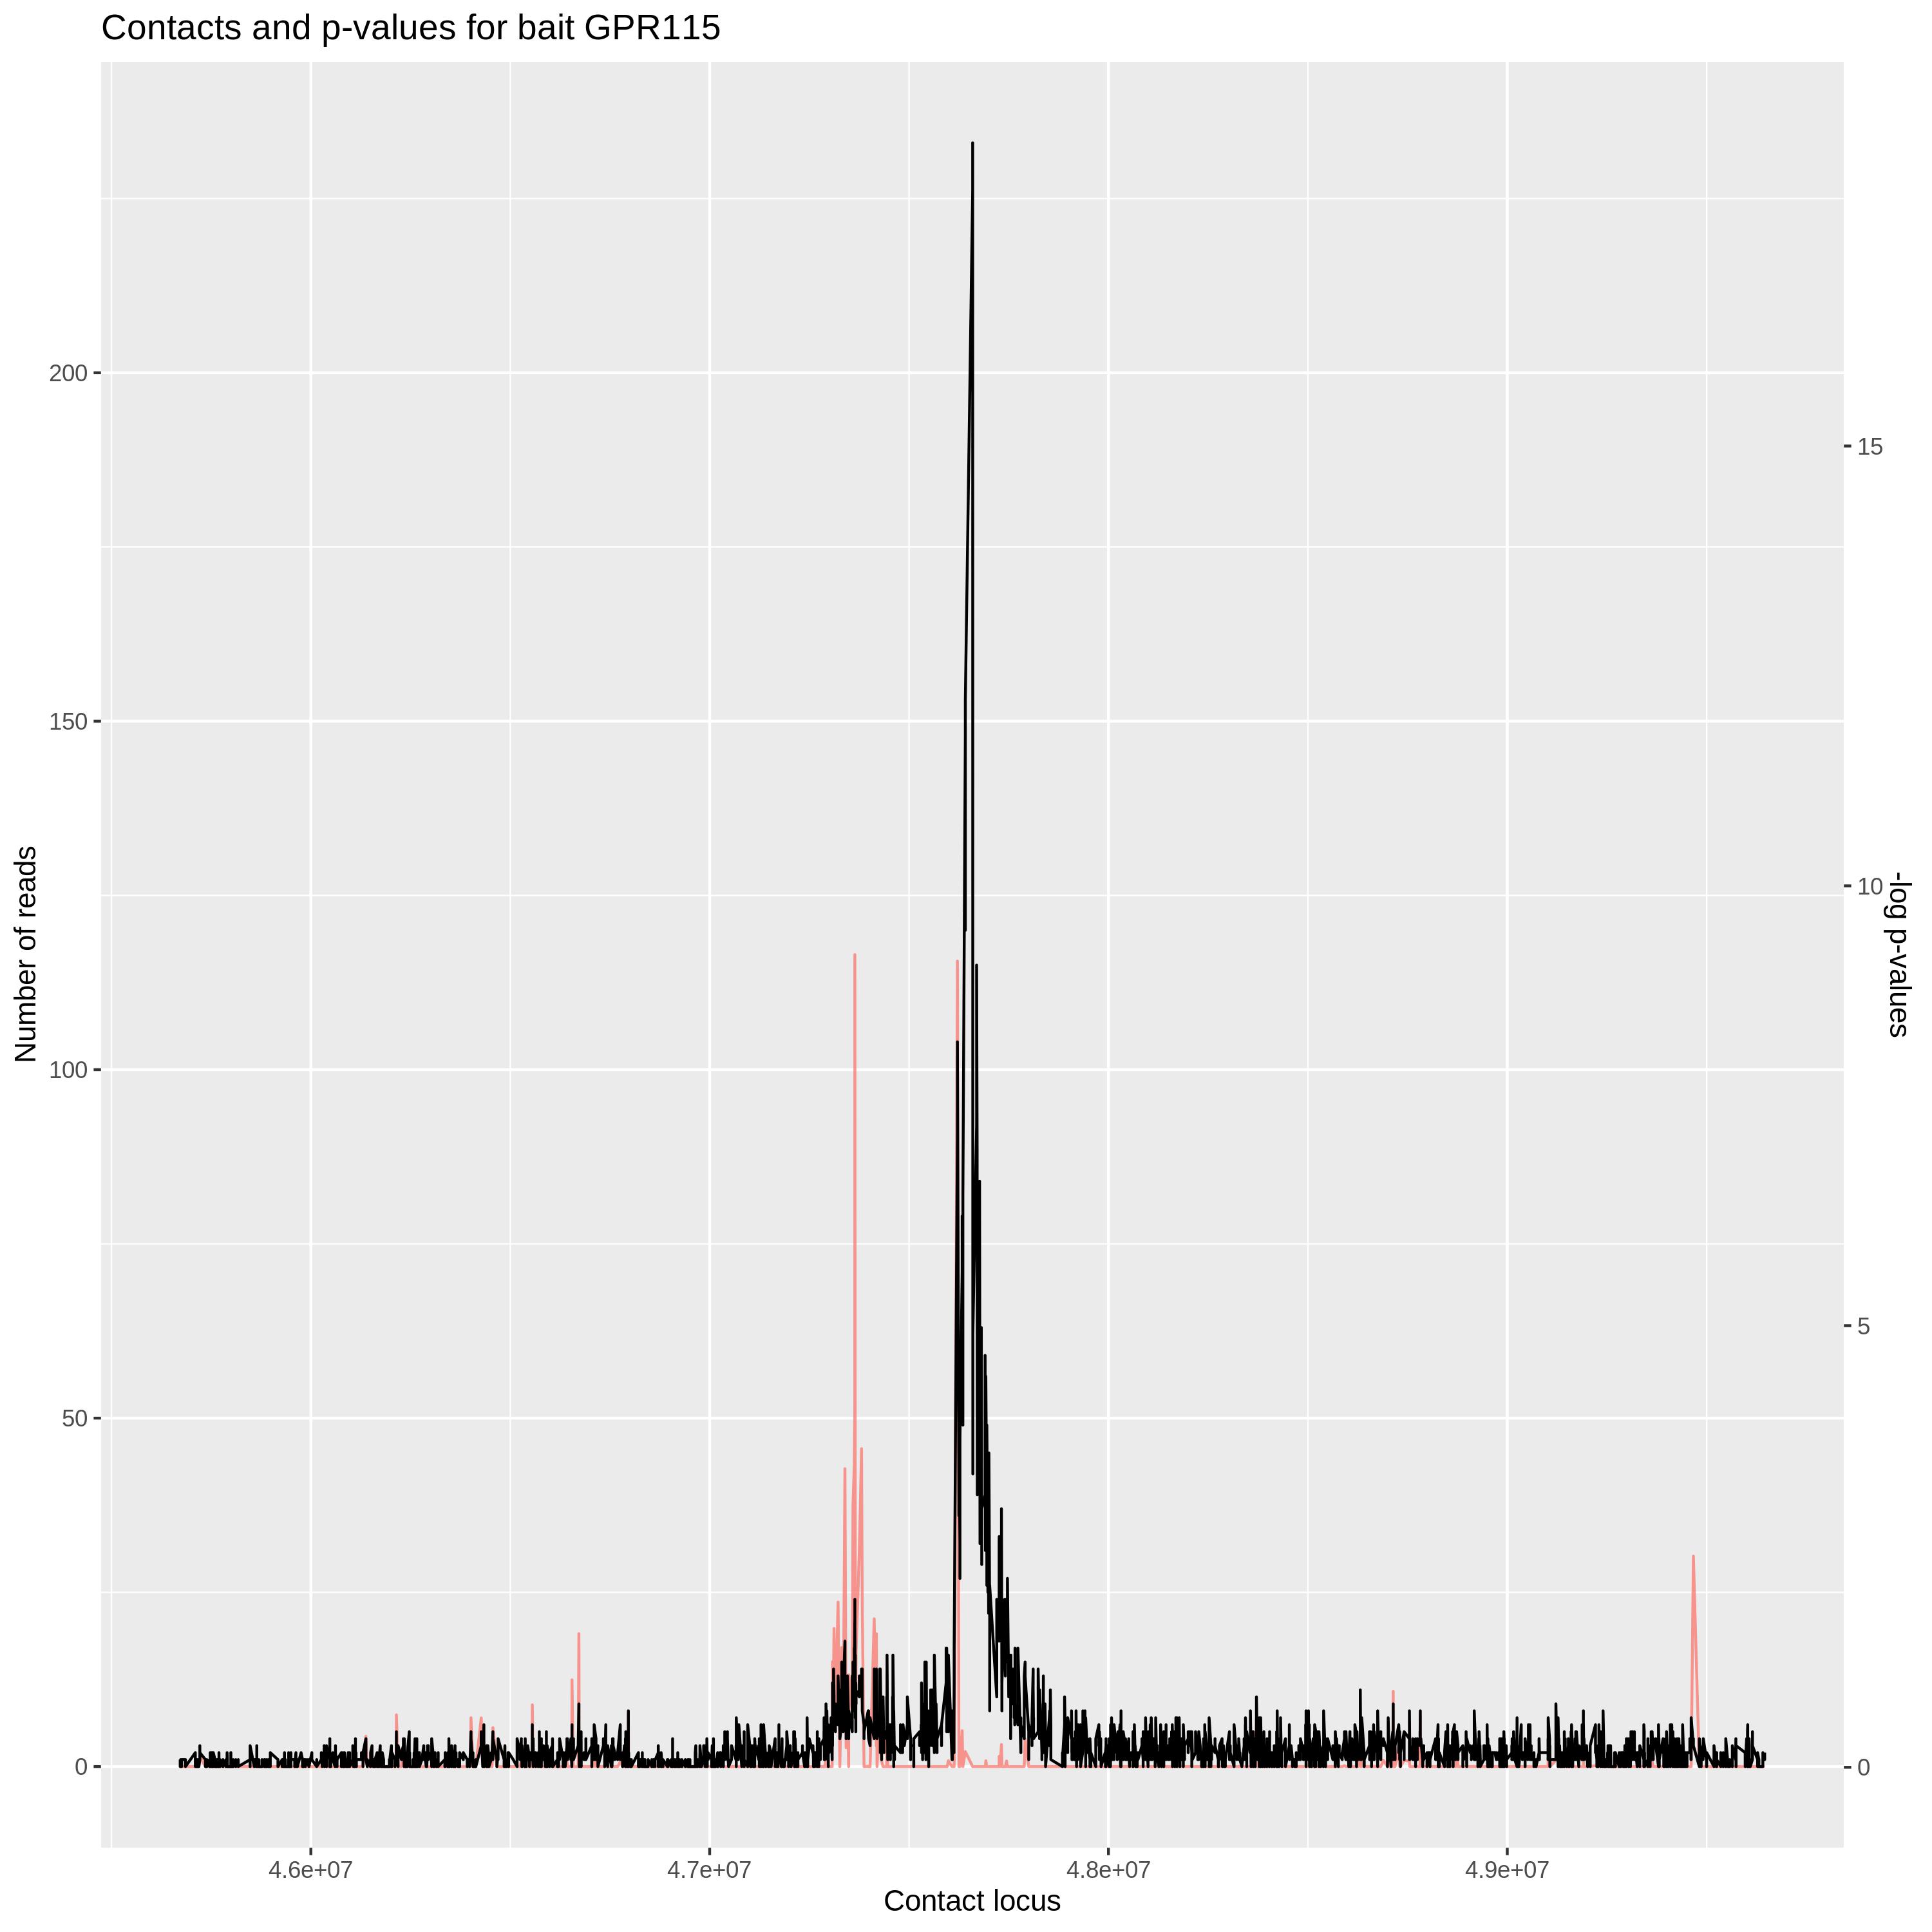 Contacts and p-values for bait GPR115
200
150
100
50
0
Number of reads
15
10
5
0
-log p-values
4.6e+07
4.7e+07
4.8e+07
4.9e+07
Contact locus